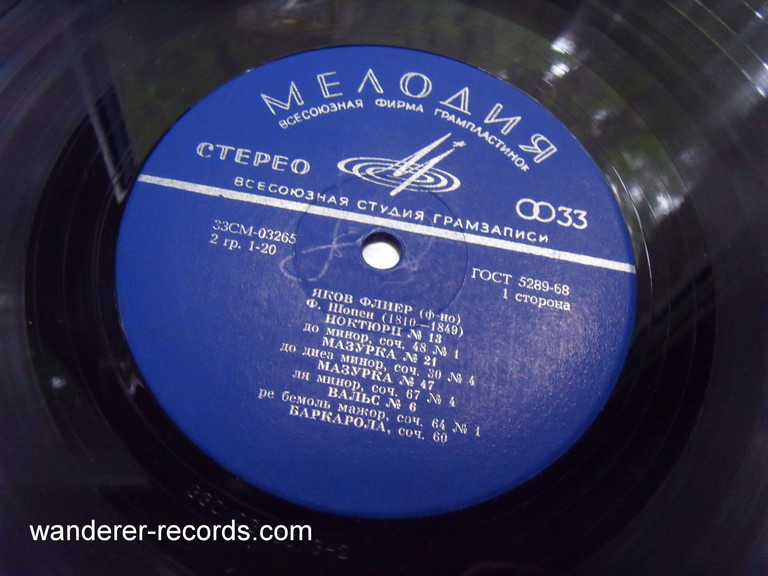 МЕЛОДИЯ
ВСЕСОЮЗНАЯ ФИРМА ГРАМПЛАСТИНОК
СТЕРЕО
33
ВСЕСОЮЗНАЯ СТУДИЯ ГРАМЗАПИСИ
33СМ-03265
2 гр. 1-20
ГОСТ 5289-68
1 сторона
ЯКОВ ФЛИЕР (ф-но)
Ф. Шопен (1810—1849)
НОКТЮРН № 13
до минор, соч. 48 № 1
МАЗУРКА № 21
до диез минор, соч. 30 № 4
МАЗУРКА № 47
ля минор, соч. 67 № 4
ВАЛЬС № 6
ре бемоль мажор, соч. 64 № 1
БАРКАРОЛА, соч. 60
wanderer-records.com